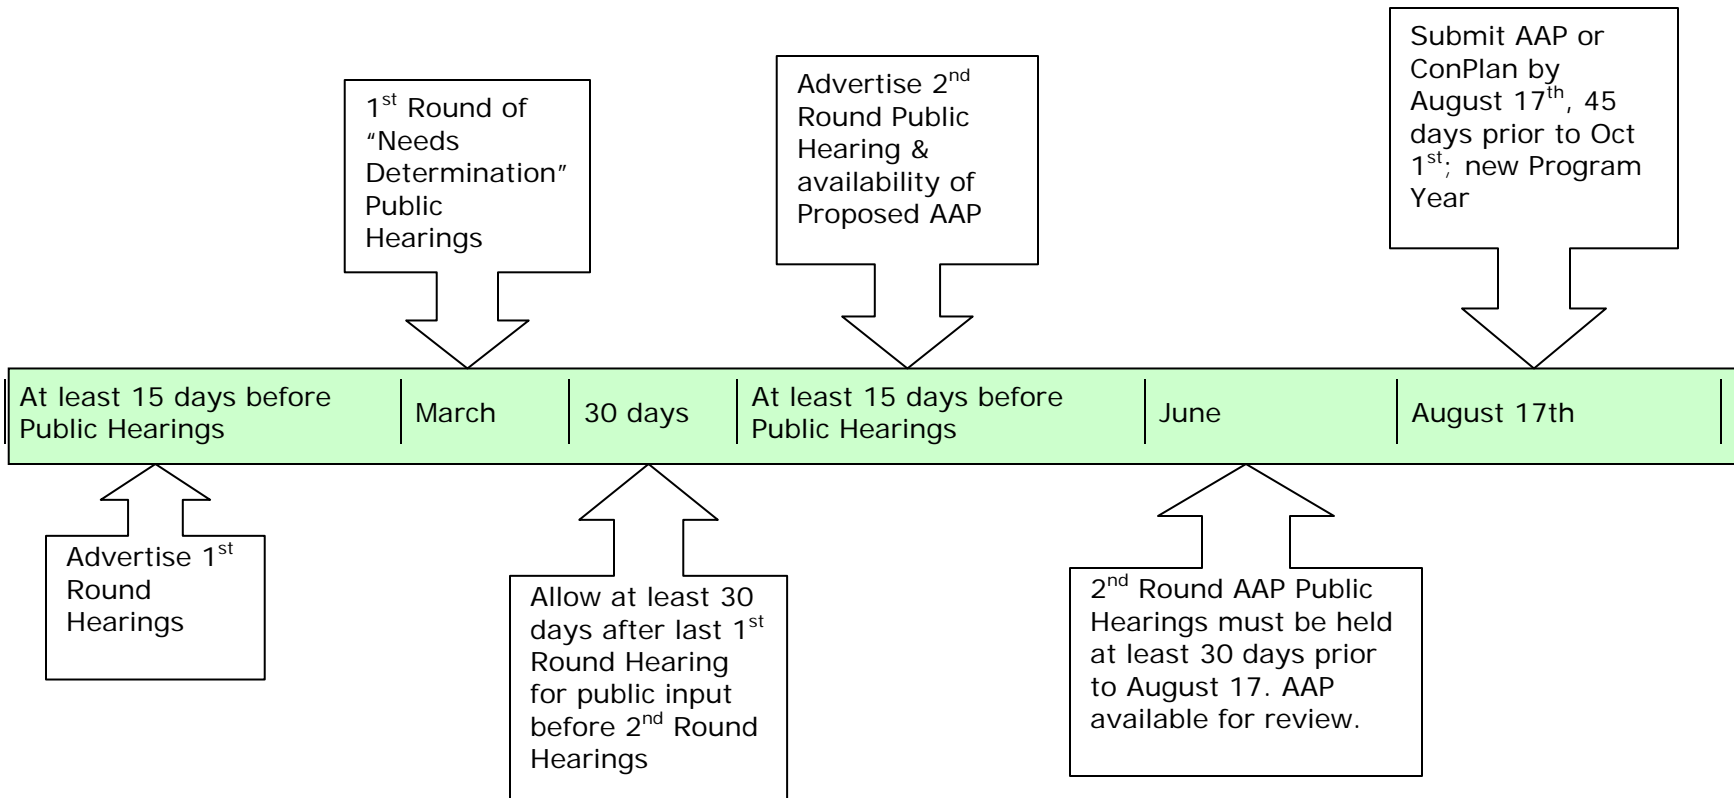 1st Round of
“Needs
Determination”
Public
Hearings
Advertise 2nd
Round Public
Hearing &
availability of
Proposed AAP
Submit AAP or
ConPlan by
August 17th, 45
days prior to Oct
1st; new Program
Year
At least 15 days before
Public Hearings
March
30 days
At least 15 days before
Public Hearings
June
August 17th
Advertise 1st
Round
Hearings
Allow at least 30
days after last 1st
Round Hearing
for public input
before 2nd Round
Hearings
2nd Round AAP Public
Hearings must be held
at least 30 days prior
to August 17. AAP
available for review.